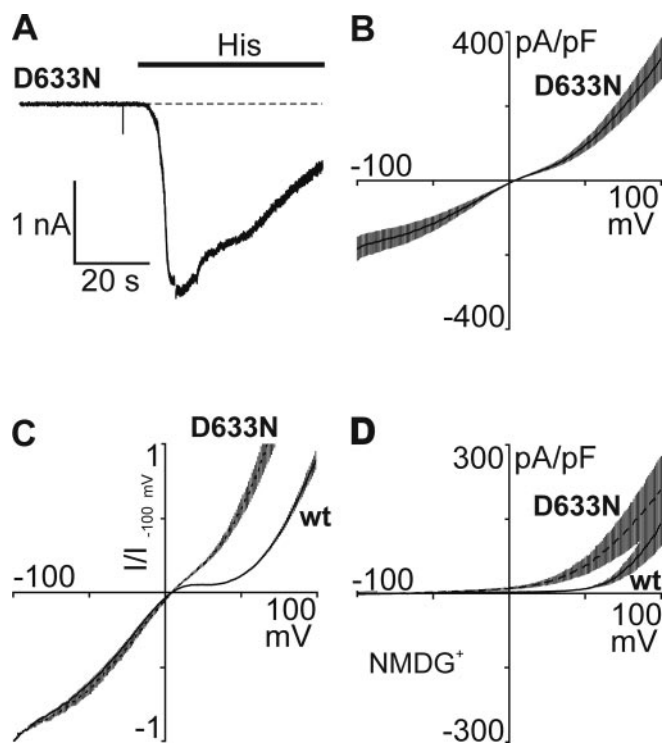 A
His
D633N
1 nA
20 s
B
400
pA/pF
D633N
-100
100
mV
-400
C
D633N
1
I/I -100 mV
wt
-100
100
mV
-1
D
300
pA/pF
D633N
-100
wt
100
mV
NMDG+
-300